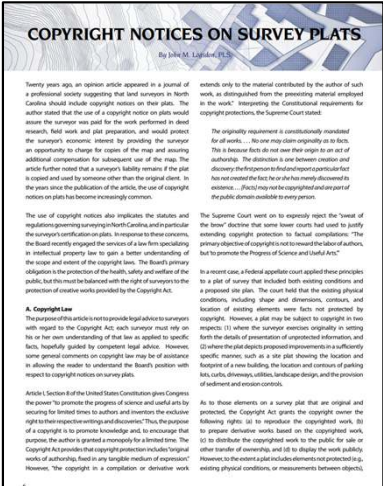 COPYRIGHT NOTICES ON SURVEY PLATS
By John M. Logsdon, PLS
Twenty years ago, an opinion article appeared in a journal of
a professional society suggesting that land surveyors in North
Carolina should include copyright notices on their plats. The
author stated that the use of a copyright notice on plats would
assure the surveyor was paid for the work performed in deed
research, field work and plat preparation, and would protect
the surveyor's economic interest by providing the surveyor
an opportunity to charge for copies of the map and assuring
additional compensation for subsequent use of the map. The
article further noted that a surveyor's liability remains if the plat
is copied and used by someone other than the original client. In
the years since the publication of the article, the use of copyright
notices on plats has become increasingly common.
The use of copyright notices also implicates the statutes and
regulations governing surveying in North Carolina, and in particular
the surveyor's certification on plats. In response to these concerns,
the Board recently engaged the services of a law firm specializing
in intellectual property law to gain a better understanding of
the scope and extent of the copyright laws. The Board's primary
obligation is the protection of the health, safety and welfare of the
public, but this must be balanced with the right of surveyors to the
protection of creative works provided by the Copyright Act.
A. Copyright Law
The purpose of this article is not to provide legal advice to surveyors
with regard to the Copyright Act; each surveyor must rely on
his or her own understanding of that law as applied to specific
facts, hopefully guided by competent legal advice. However,
some general comments on copyright law may be of assistance
in allowing the reader to understand the Board's position with
respect to copyright notices on survey plats.
Article I, Section 8 of the United States Constitution gives Congress
the power "to promote the progress of science and useful arts by
securing for limited times to authors and inventors the exclusive
right to their respective writings and discoveries." Thus, the purpose
of a copyright is to promote knowledge and, to encourage that
purpose, the author is granted a monopoly for a limited time. The
Copyright Act provides that copyright protection includes "original
works of authorship, fixed in any tangible medium of expression."
However, "the copyright in a compilation or derivative work
extends only to the material contributed by the author of such
work, as distinguished from the preexisting material employed
in the work." Interpreting the Constitutional requirements for
copyright protections, the Supreme Court stated:
The originality requirement is constitutionally mandated
for all works. . . . No one may claim originality as to facts.
This is because facts do not owe their origin to an act of
authorship. The distinction is one between creation and
discovery: the first person to find and report a particular fact
has not created the fact; he or she has merely discovered its
existence. . . . [Facts] may not be copyrighted and are part of
the public domain available to every person.
The Supreme Court went on to expressly reject the "sweat of
the brow" doctrine that some lower courts had used to justify
extending copyright protection to factual compilations: "The
primary objective of copyright is not to reward the labor of authors,
but 'to promote the Progress of Science and Useful Arts.'"
In a recent case, a Federal appellate court applied these principles
to a plat of survey that included both existing conditions and
a proposed site plan. The court held that the existing physical
conditions, including shape and dimensions, contours, and
location of existing elements were facts not protected by
copyright. However, a plat may be subject to copyright in two
respects: (1) where the surveyor exercises originality in setting
forth the details of presentation of unprotected information, and
(2) where the plat depicts proposed improvements in a sufficiently
specific manner, such as a site plat showing the location and
footprint of a new building, the location and contours of parking
lots, curbs, driveways, utilities, landscape design, and the provision
of sediment and erosion controls.
As to those elements on a survey plat that are original and
protected, the Copyright Act grants the copyright owner the
following rights: (a) to reproduce the copyrighted work, (b)
to prepare derivative works based on the copyrighted work,
(c) to distribute the copyrighted work to the public for sale or
other transfer of ownership, and (d) to display the work publicly.
However, to the extent a plat includes elements not protected (e.g.,
existing physical conditions, or measurements between objects),